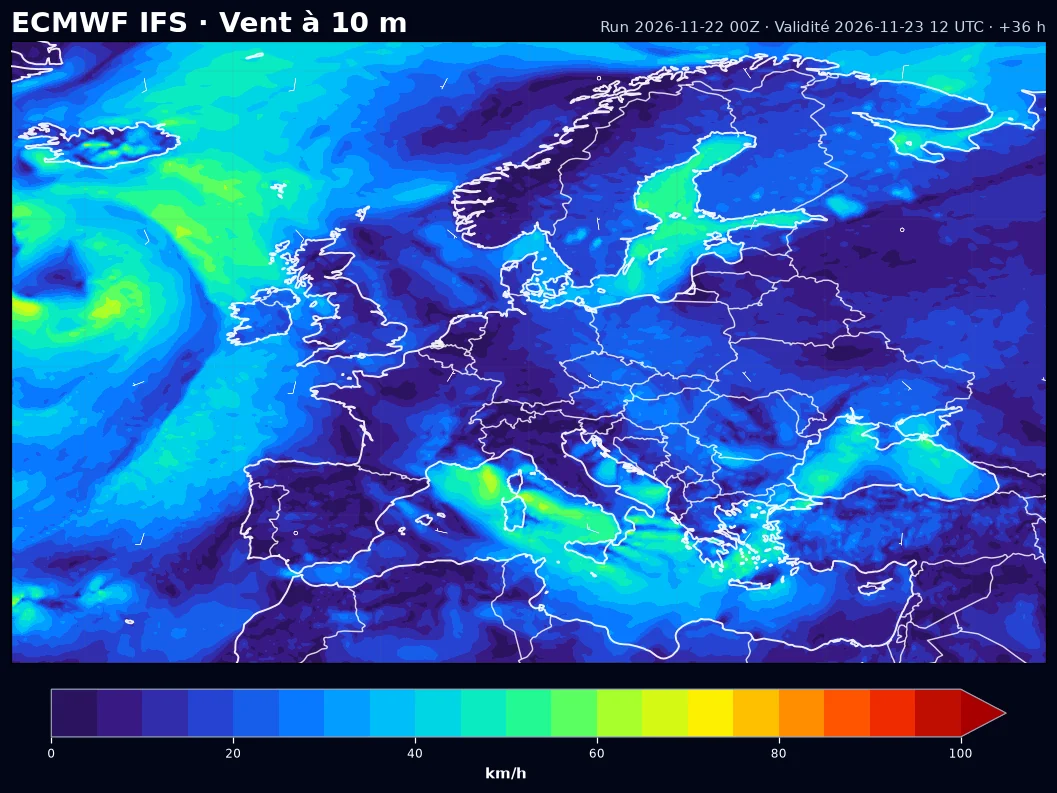 ECMWF IFS · Vent à 10 m
Run 2026-11-22 00Z · Validité 2026-11-23 12 UTC · +36 h
0 20 40 60 80 100
km/h